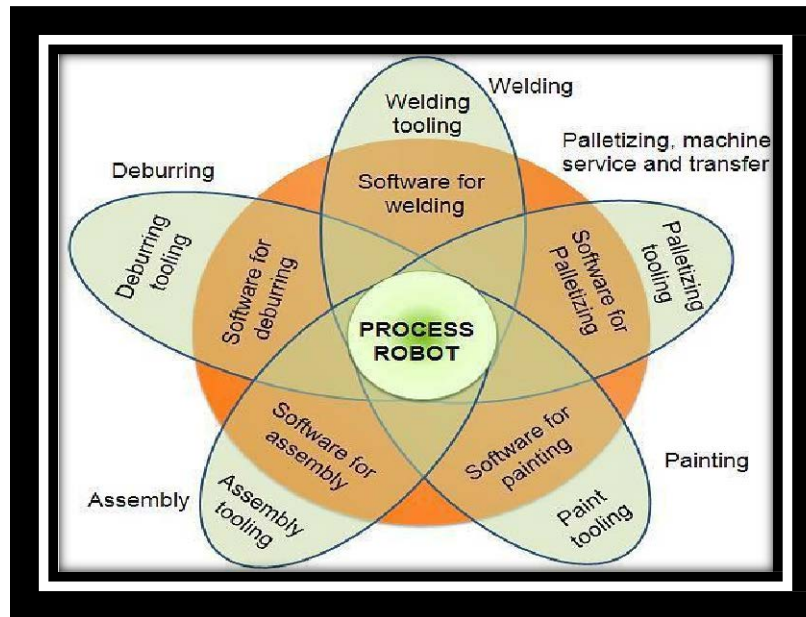 Welding
Welding
tooling
Palletizing, machine
service and transfer
Deburring
Software for
welding
Deburring
tooling
Software for
deburring
Software for
Palletizing
Palletizing
tooling
PROCESS
ROBOT
Software for
assembly
Software for
painting
Painting
Assembly
Assembly
tooling
Paint
tooling